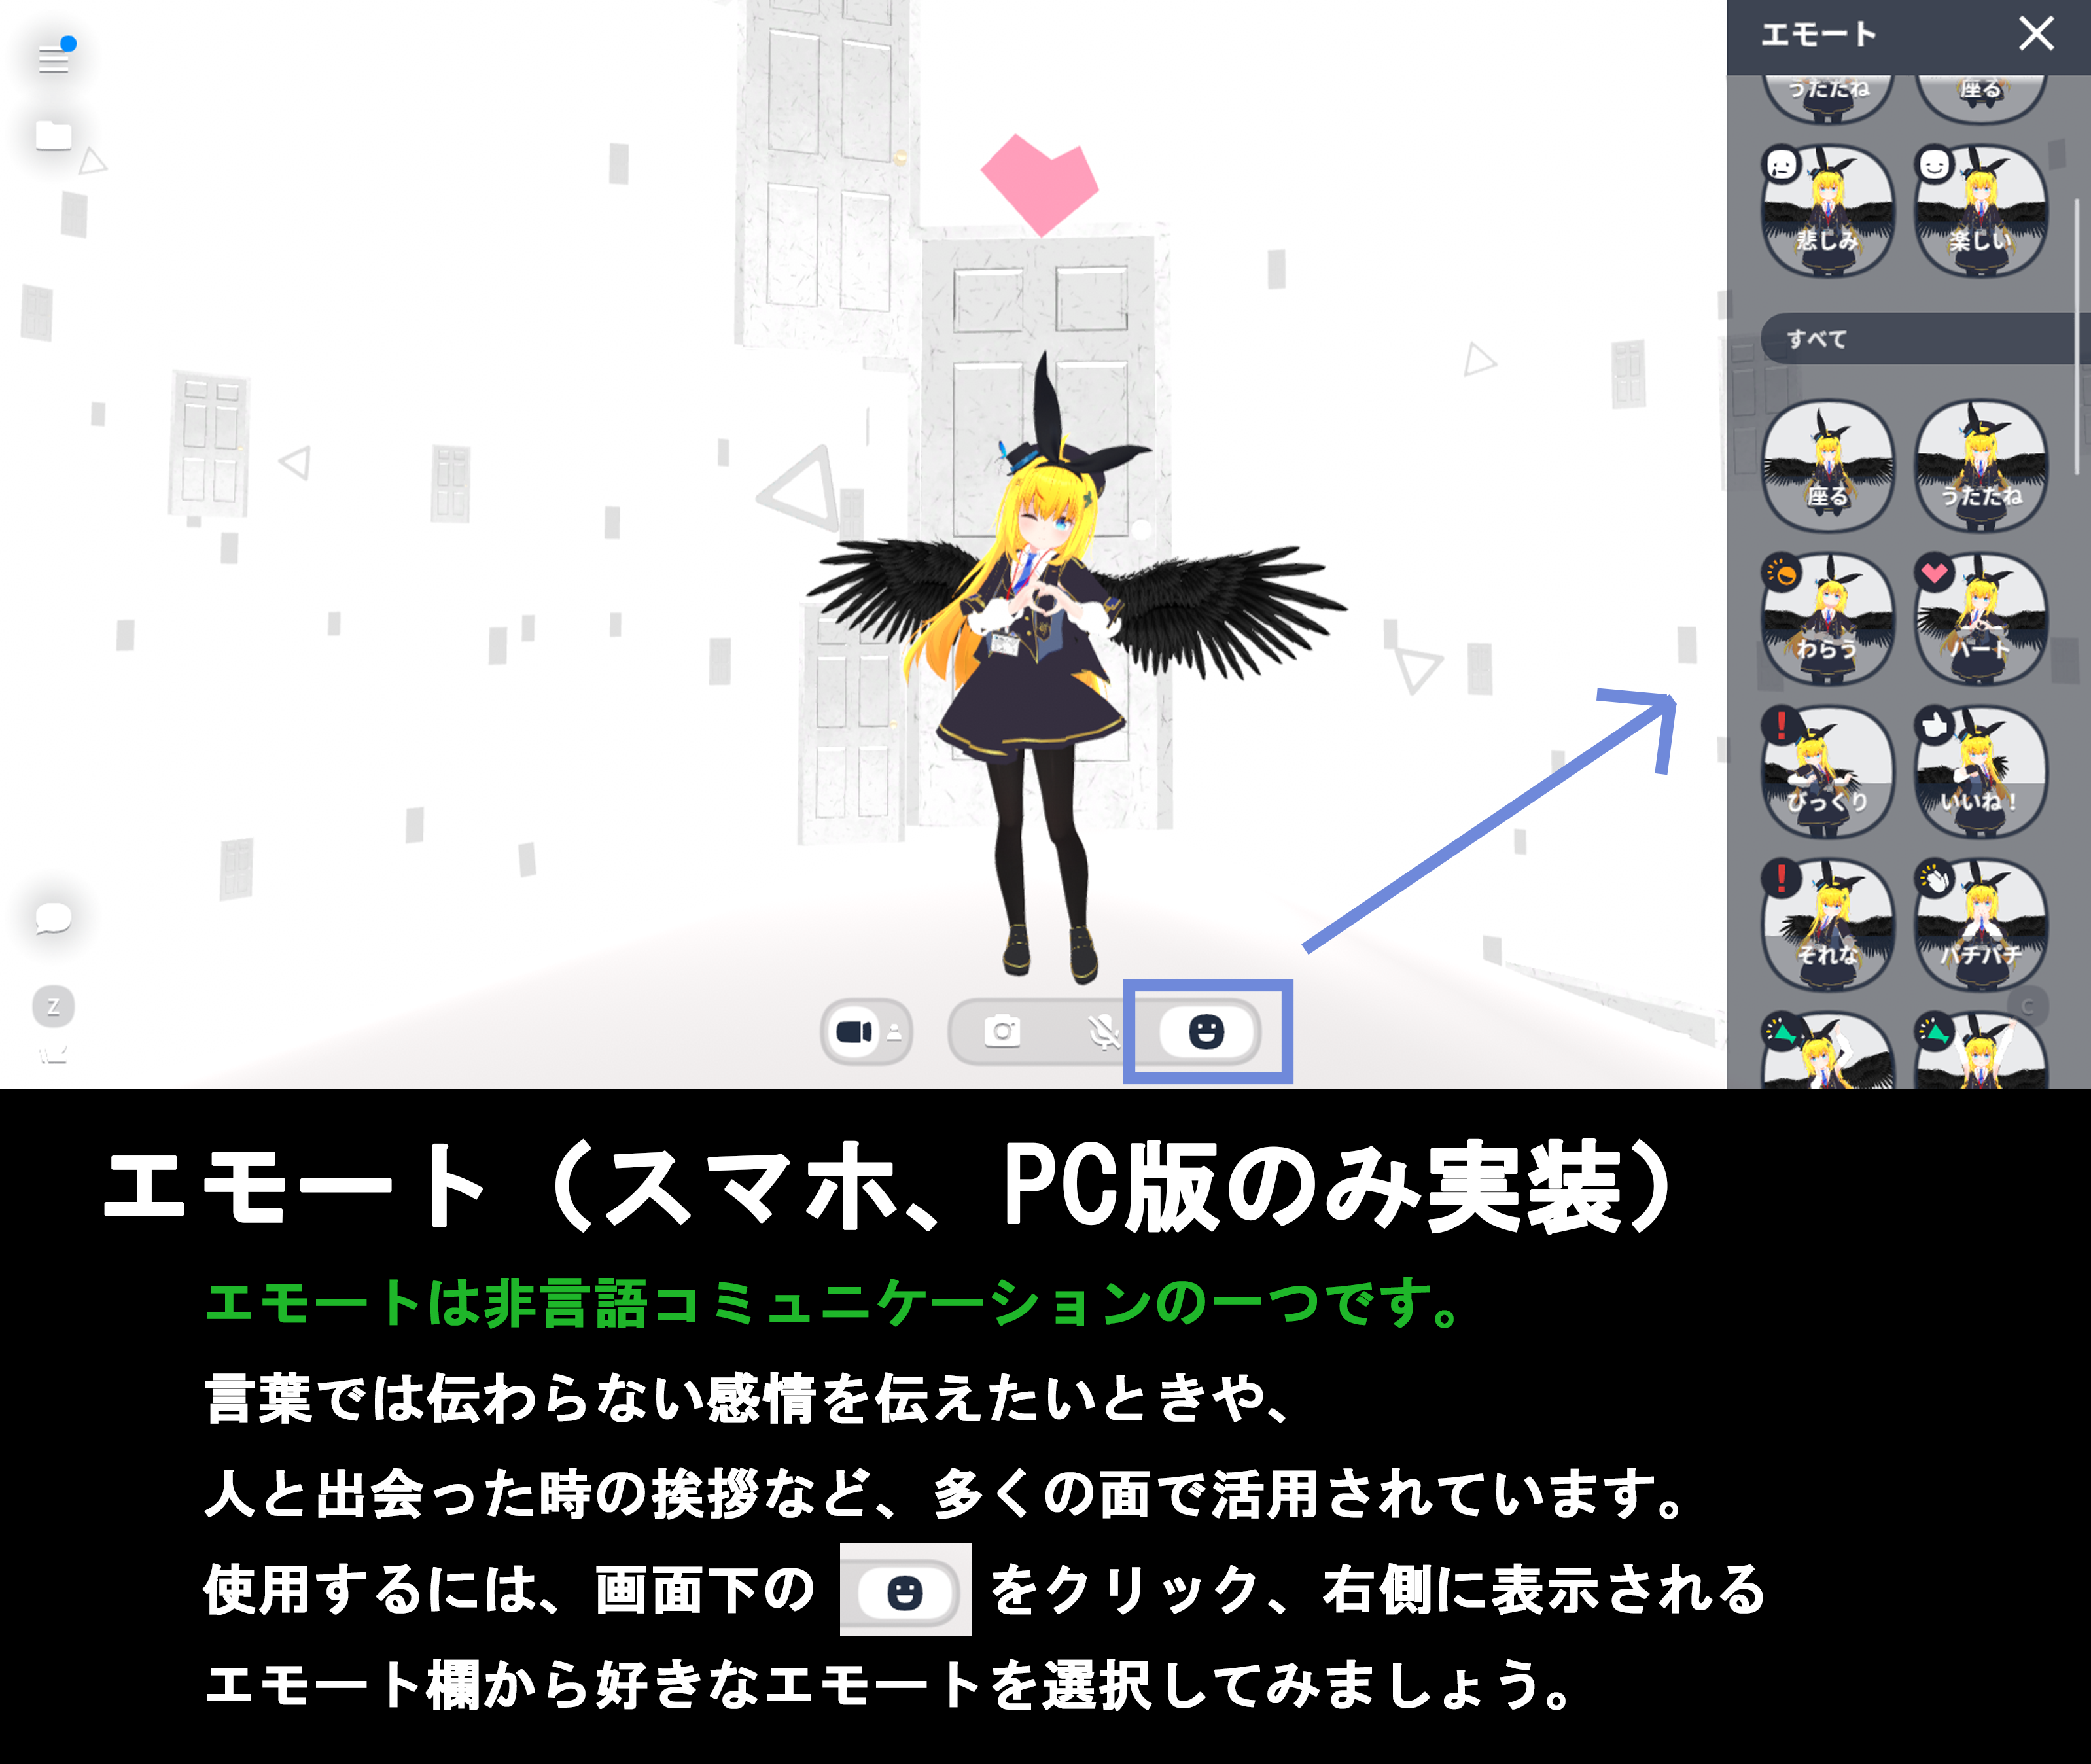 エモート
うたたね
座る
悲しみ
楽しい
すべて
座る
うたたね
わらう
ハート
びっくり
いいね！
それな
パチパチ
Z
C
エモート（スマホ、PC版のみ実装）
エモートは非言語コミュニケーションの一つです。
言葉では伝わらない感情を伝えたいときや、
人と出会った時の挨拶など、多くの面で活用されています。
使用するには、画面下の をクリック、右側に表示される
エモート欄から好きなエモートを選択してみましょう。